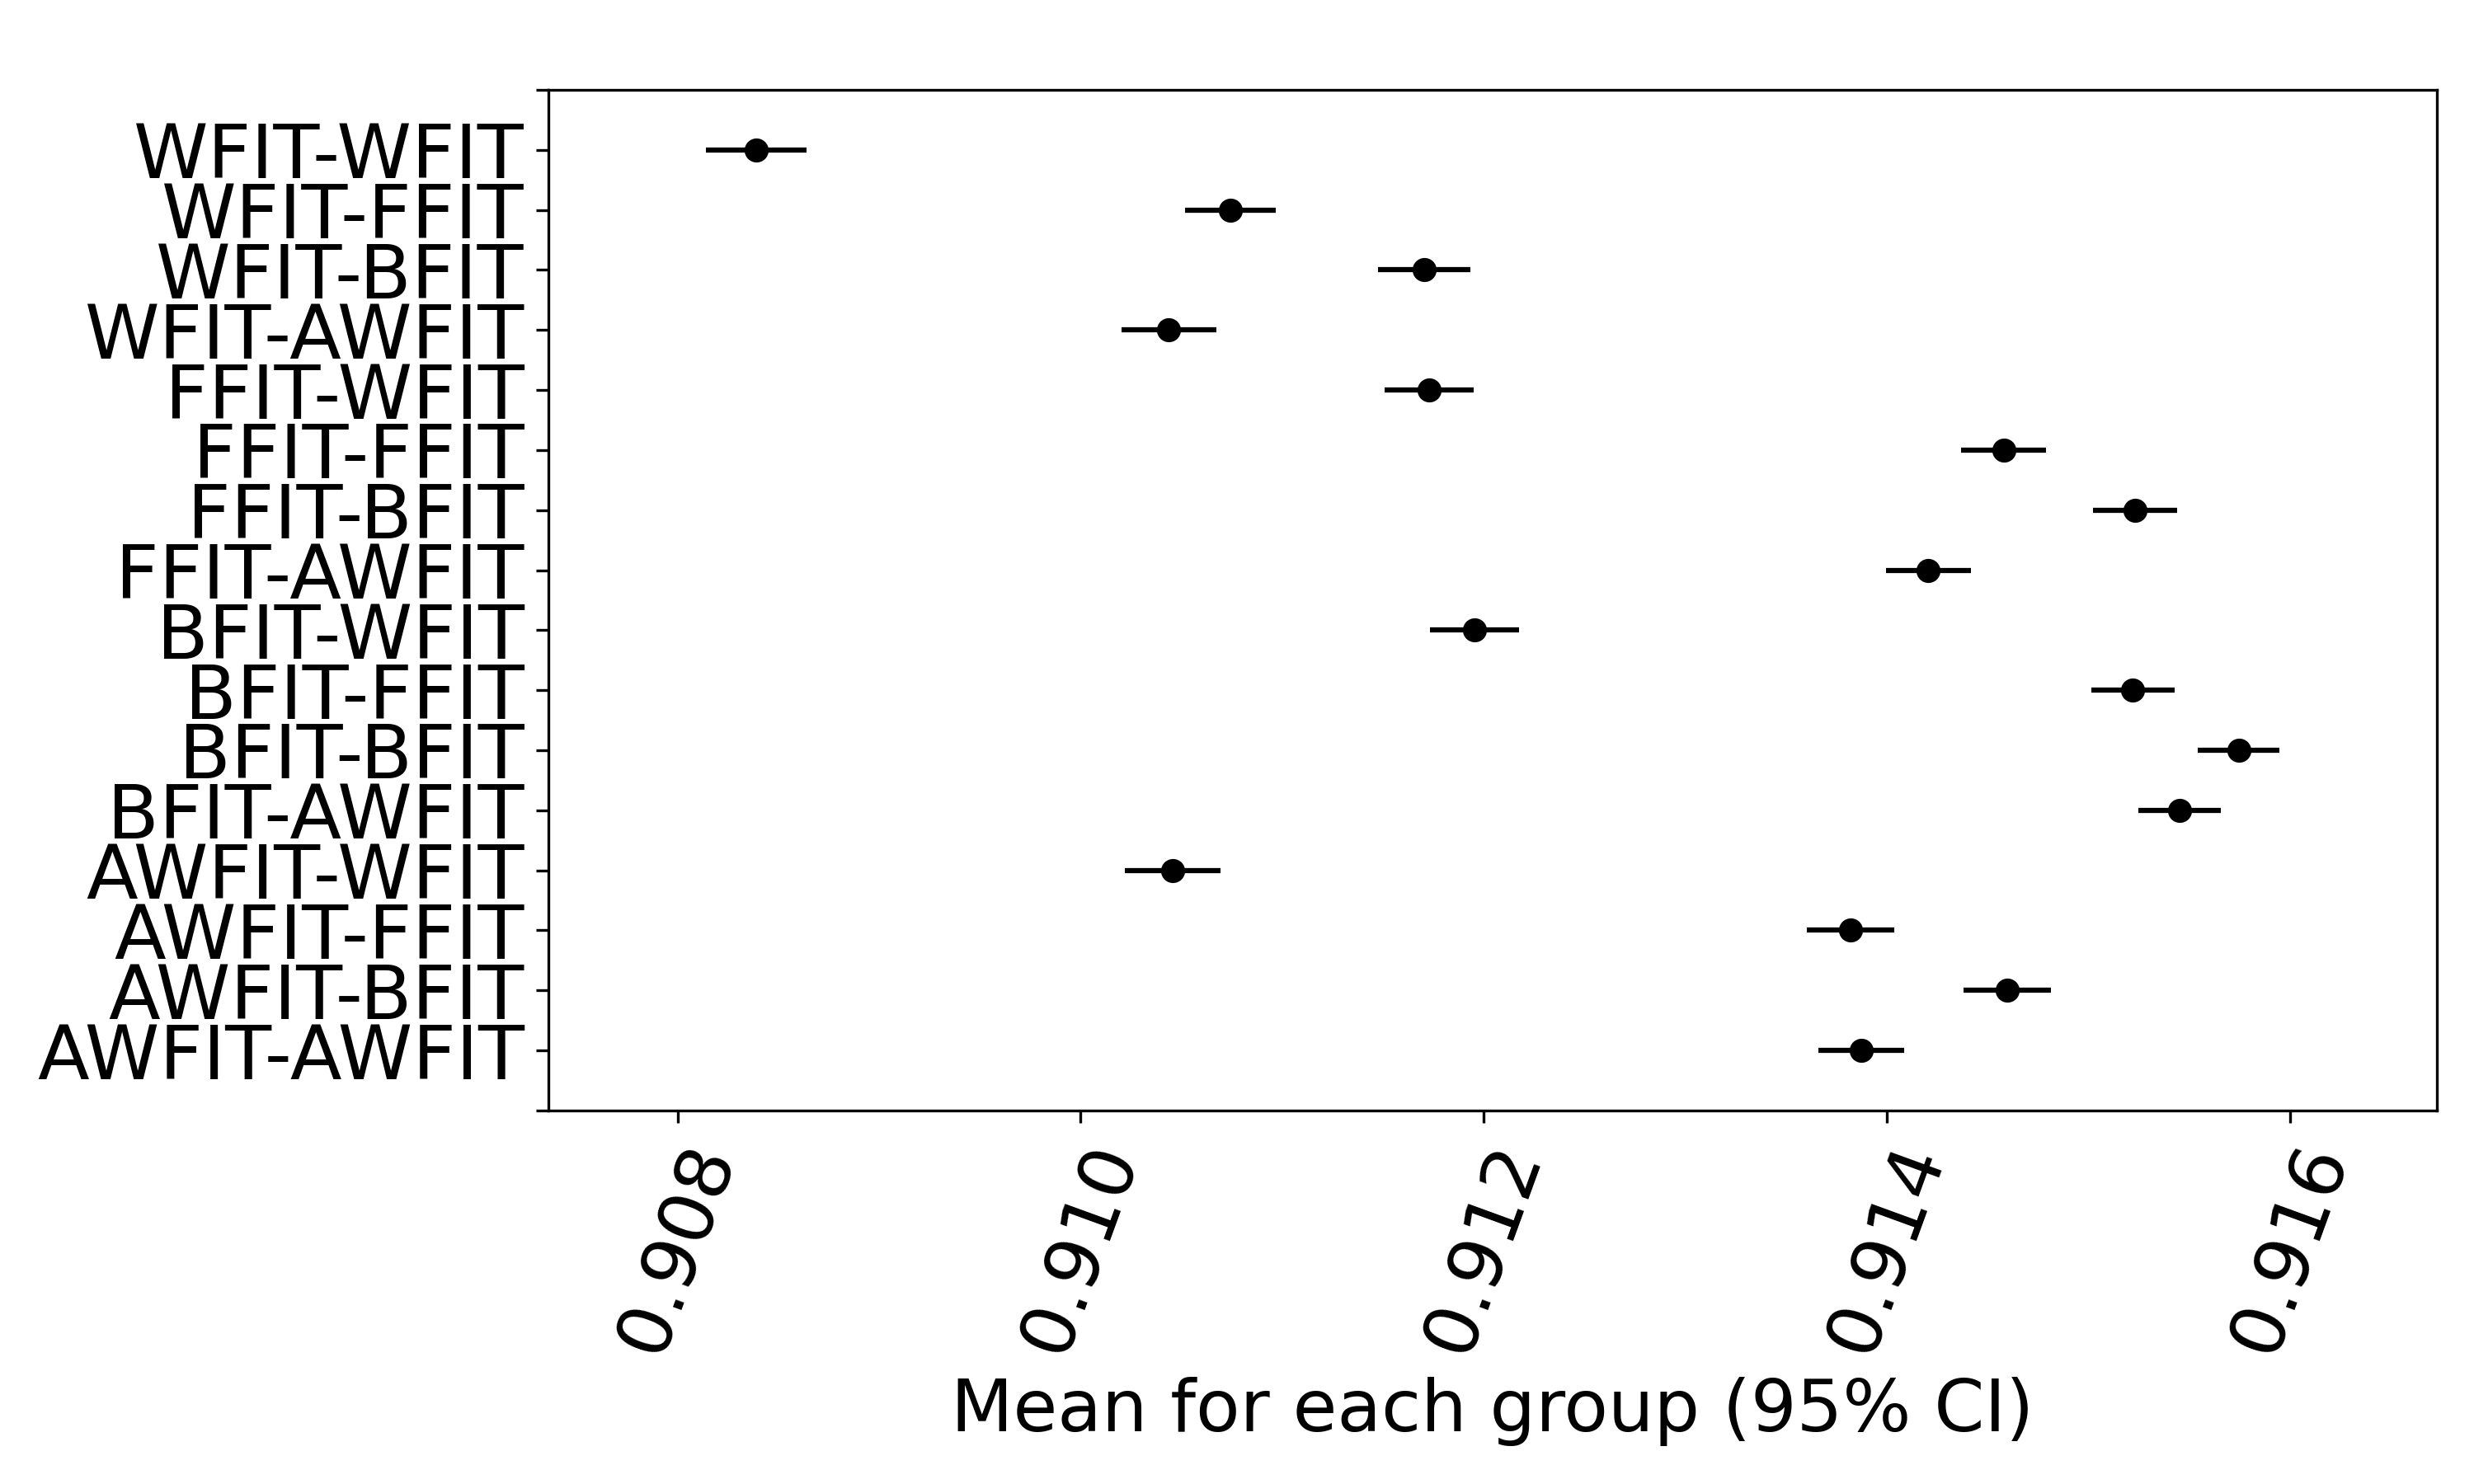 WFIT-WFIT
WFIT-FFIT
WFIT-BFIT
WFIT-AWFIT
FFIT-WFIT
FFIT-FFIT
FFIT-BFIT
FFIT-AWFIT
BFIT-WFIT
BFIT-FFIT
BFIT-BFIT
BFIT-AWFIT
AWFIT-WFIT
AWFIT-FFIT
AWFIT-BFIT
AWFIT-AWFIT
0.908 0.910 0.912 0.914 0.916
Mean for each group (95% CI)